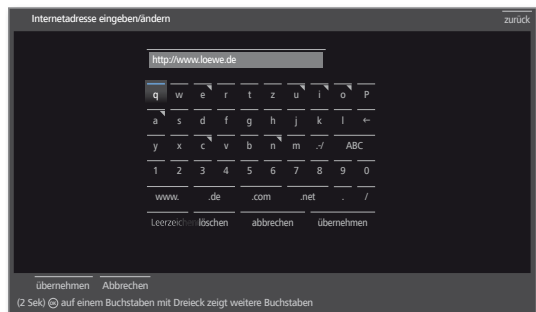 Internetadresse eingeben/ändern zurück
http://www.loewe.de
q w e r t z u i o P
a s d f g h j k l ←
y x c v b n m .-/ ABC
1 2 3 4 5 6 7 8 9 0
www. .de .com .net . /
Leerzeichen löschen abbrechen übernehmen
übernehmen Abbrechen
(2 Sek) OK auf einem Buchstaben mit Dreieck zeigt weitere Buchstaben